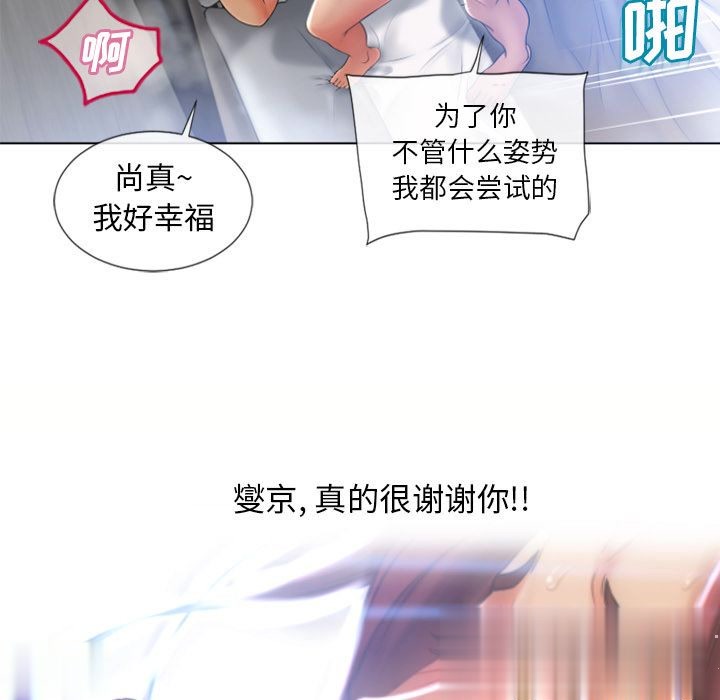 啊
啪
为了你
不管什么姿势
我都会尝试的
尚真~
我好幸福
燮京, 真的很谢谢你!!